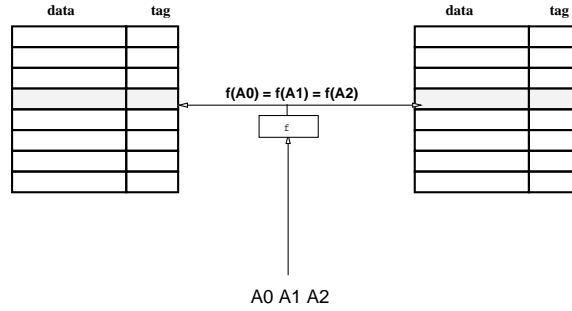 data tag data tag
f(A0) = f(A1) = f(A2)
f
A0 A1 A2